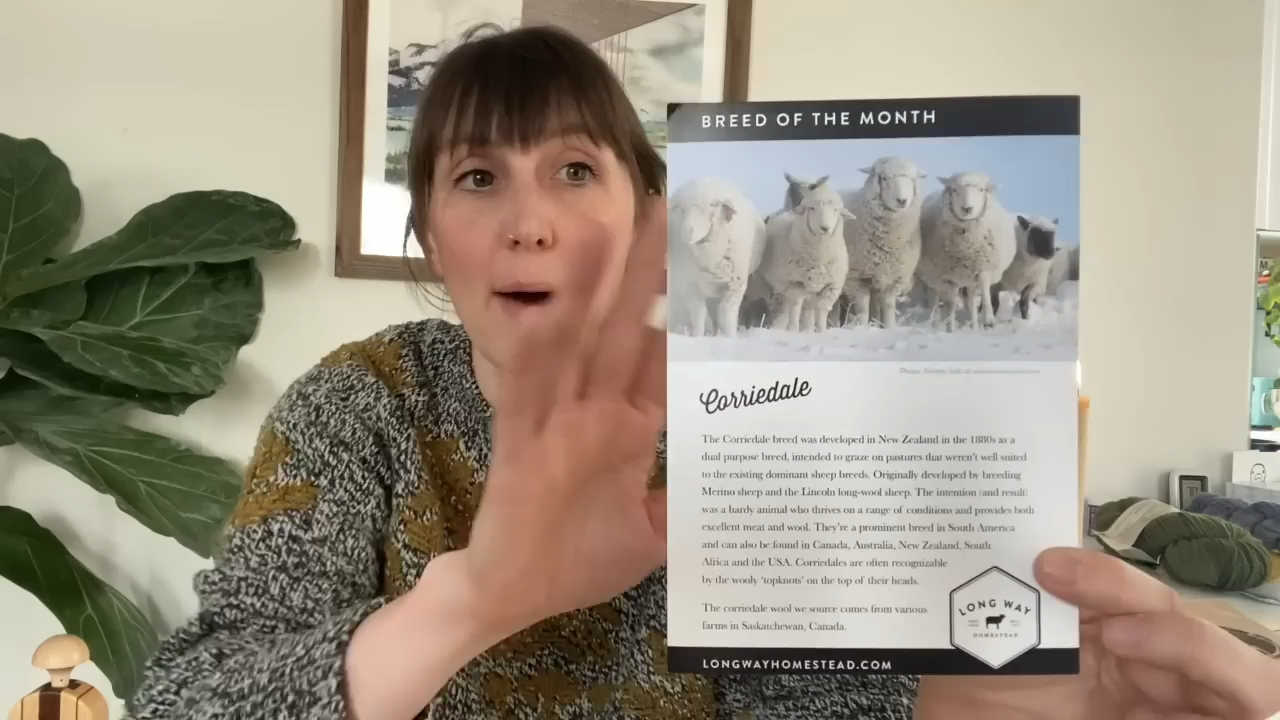 BREED OF THE MONTH
Corriedale
The Corriedale breed was developed in New Zealand in the 1880s as a
dual purpose breed, intended to graze on pastures that weren't well suited
to the existing dominant sheep breeds. Originally developed by breeding
Merino sheep and the Lincoln long-wool sheep. The intention (and result)
was a hardy animal who thrives on a range of conditions and provides both
excellent meat and wool. They're a prominent breed in South America
and can also be found in Canada, Australia, New Zealand, South
Africa and the USA. Corriedales are often recognizable
by the wooly 'topknots' on the top of their heads.
The corriedale wool we source comes from various
farms in Saskatchewan, Canada.
LONG WAY
HOMESTEAD
LONGWAYHOMESTEAD.COM